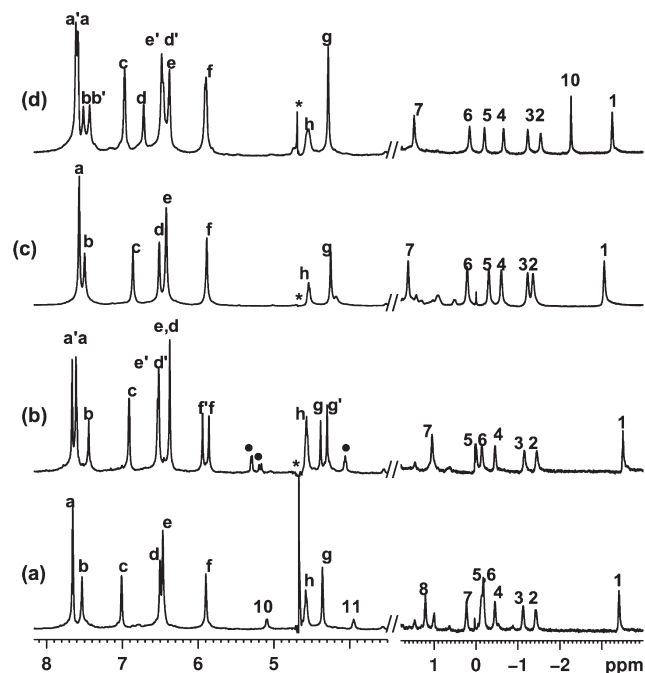 a'a bb' c d e' d' e f * h g 7 6 5 4 32 10 1
(d)
a b c d e f * h g 7 6 5 4 32 1
(c)
a'a b c e' d' e,d f'f • • * h g g' • 7 5 6 4 3 2 1
(b)
a b c d e f 10 h g 11 8 7 5 6 4 3 2 1
(a)
8 7 6 5 4 1 0 −1 −2 ppm